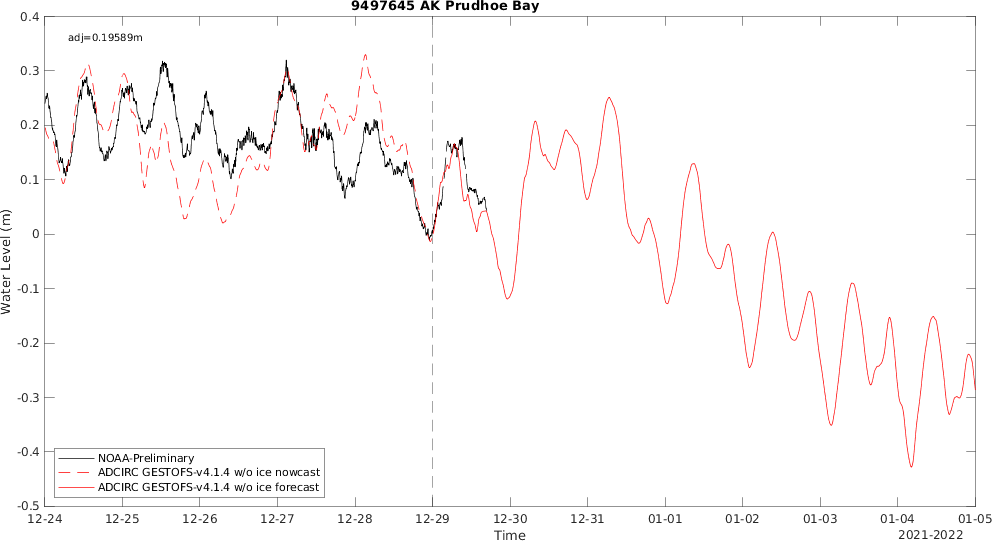 9497645 AK Prudhoe Bay
adj=0.19589m
0.4
0.3
0.2
0.1
0
-0.1
-0.2
-0.3
-0.4
-0.5
Water Level (m)
NOAA-Preliminary
ADCIRC GESTOFS-v4.1.4 w/o ice nowcast
ADCIRC GESTOFS-v4.1.4 w/o ice forecast
12-24 12-25 12-26 12-27 12-28 12-29 12-30 12-31 01-01 01-02 01-03 01-04 01-05
Time
2021-2022